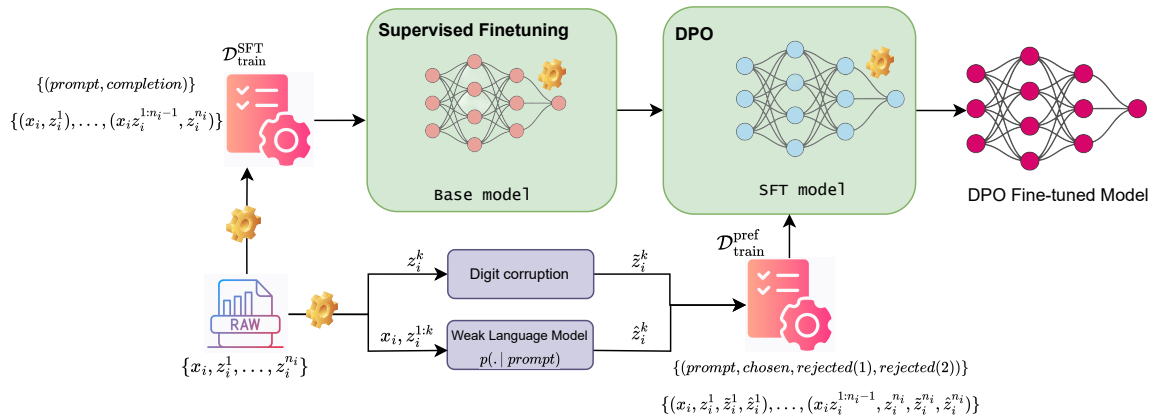 Supervised Finetuning
DPO
$\mathcal{D}_{\text{train}}^{\text{SFT}}$
$\{(prompt, completion)\}$
$\{(x_i, z_i^1), \ldots, (x_i z_i^{1:n_i-1}, z_i^{n_i})\}$
Base model
SFT model
DPO Fine-tuned Model
$\mathcal{D}_{\text{train}}^{\text{pref}}$
$z_i^k$
Digit corruption
$\tilde{z}_i^k$
RAW
$x_i, z_i^{1:k}$
Weak Language Model
$p(. \mid prompt)$
$\hat{z}_i^k$
$\{x_i, z_i^1, \ldots, z_i^{n_i}\}$
$\{(prompt, chosen, rejected(1), rejected(2))\}$
$\{(x_i, z_i^1, \tilde{z}_i^1, \hat{z}_i^1), \ldots, (x_i z_i^{1:n_i-1}, z_i^{n_i}, \tilde{z}_i^{n_i}, \hat{z}_i^{n_i})\}$